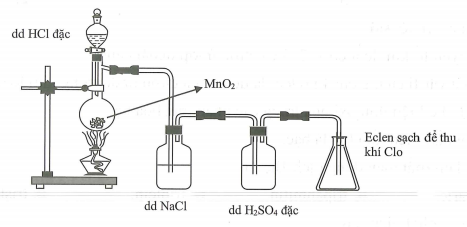 dd HCl đặc
MnO₂
Eclen sạch để thu
khí Clo
dd NaCl
dd H₂SO₄ đặc